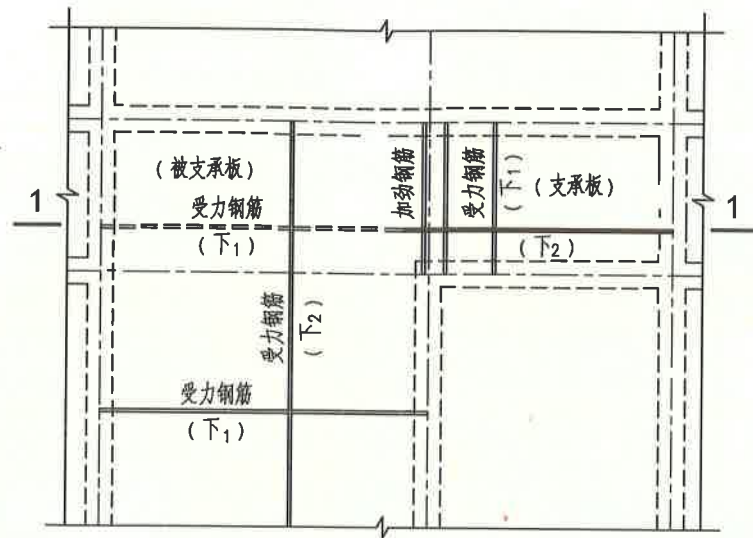 (被支承板)
受力钢筋
(下1)
加劲钢筋
受力钢筋
(下1)
(支承板)
1
1
(下2)
受力钢筋
(下2)
受力钢筋
(下1)